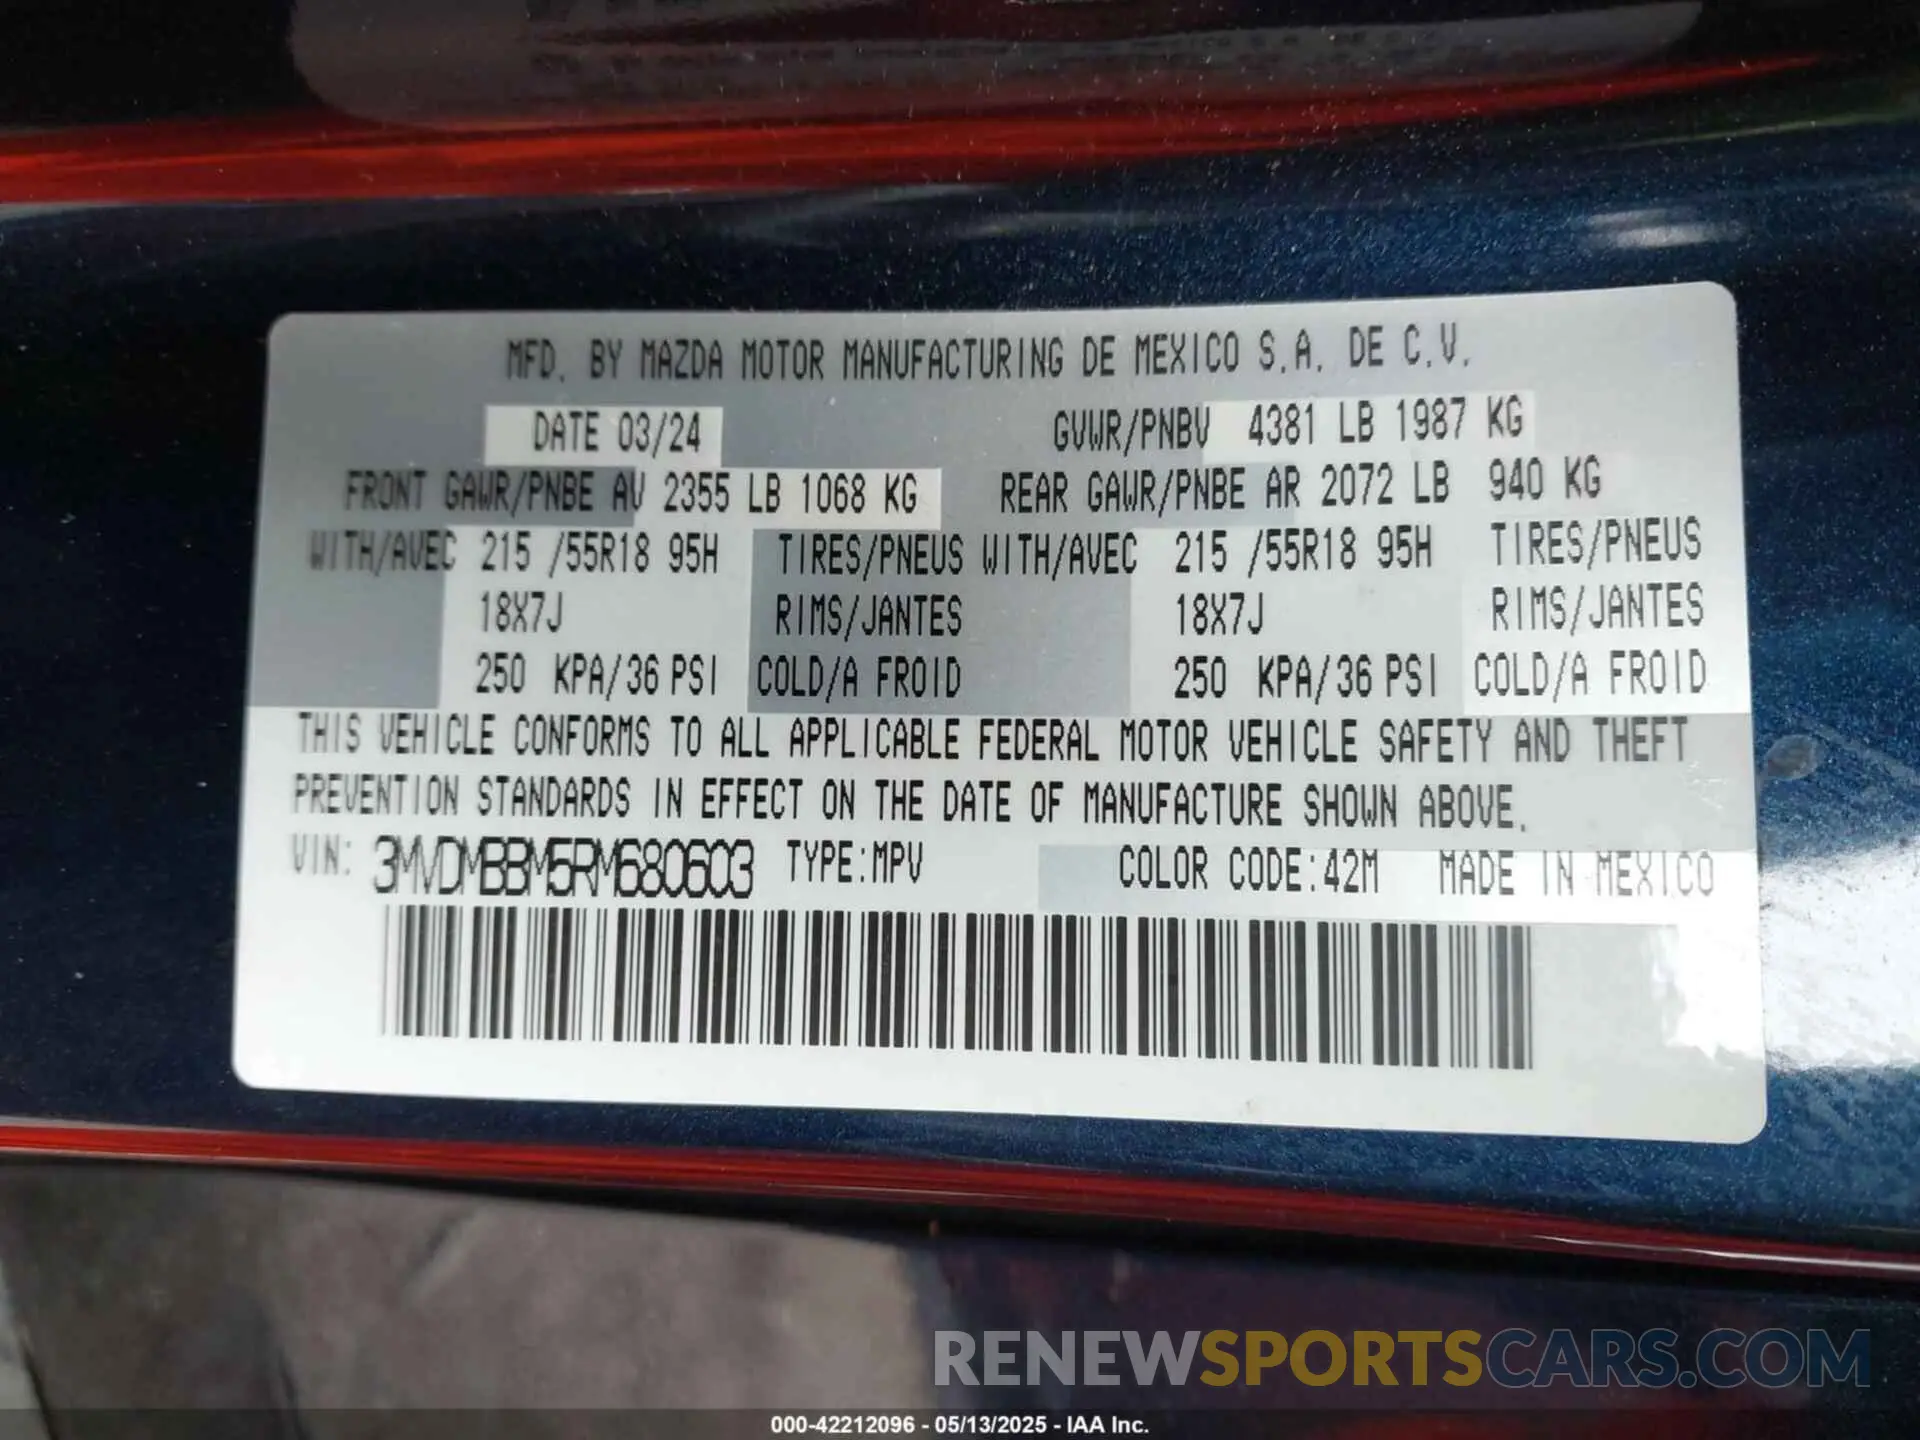 MFD. BY MAZDA MOTOR MANUFACTURING DE MEXICO S.A. DE C.V.
DATE 03/24 GVWR/PNBV 4381 LB 1987 KG
FRONT GAWR/PNBE AV 2355 LB 1068 KG REAR GAWR/PNBE AR 2072 LB 940 KG
WITH/AVEC 215 /55R18 95H TIRES/PNEUS WITH/AVEC 215 /55R18 95H TIRES/PNEUS
18X7J RIMS/JANTES 18X7J RIMS/JANTES
250 KPA/36 PSI COLD/A FROID 250 KPA/36 PSI COLD/A FROID
THIS VEHICLE CONFORMS TO ALL APPLICABLE FEDERAL MOTOR VEHICLE SAFETY AND THEFT
PREVENTION STANDARDS IN EFFECT ON THE DATE OF MANUFACTURE SHOWN ABOVE.
VIN: 3MVDMBBM5RM680603 TYPE:MPV COLOR CODE:42M MADE IN MEXICO
RENEWSPORTSCARS.COM
000-42212096 - 05/13/2025 - IAA Inc.